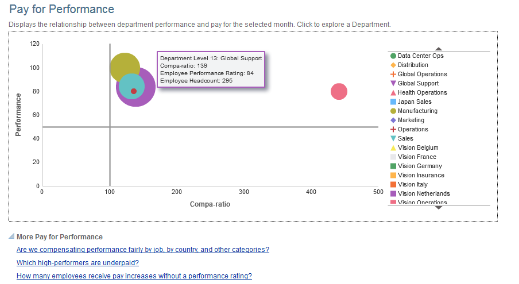 Pay for Performance
Displays the relationship between department performance and pay for the selected month. Click to explore a Department.
120
100
80
60
40
20
0
Performance
0
100
200
300
400
500
Compa-ratio
Department Level 13: Global Support
Compa-ratio: 139
Employee Performance Rating: 84
Employee Headcount: 295
Data Center Ops
Distribution
Global Operations
Global Support
Health Operations
Japan Sales
Manufacturing
Marketing
Operations
Sales
Vision Belgium
Vision France
Vision Germany
Vision Insurance
Vision Italy
Vision Netherlands
Vision Operations
More Pay for Performance
Are we compensating performance fairly by job, by country, and other categories?
Which high-performers are underpaid?
How many employees receive pay increases without a performance rating?